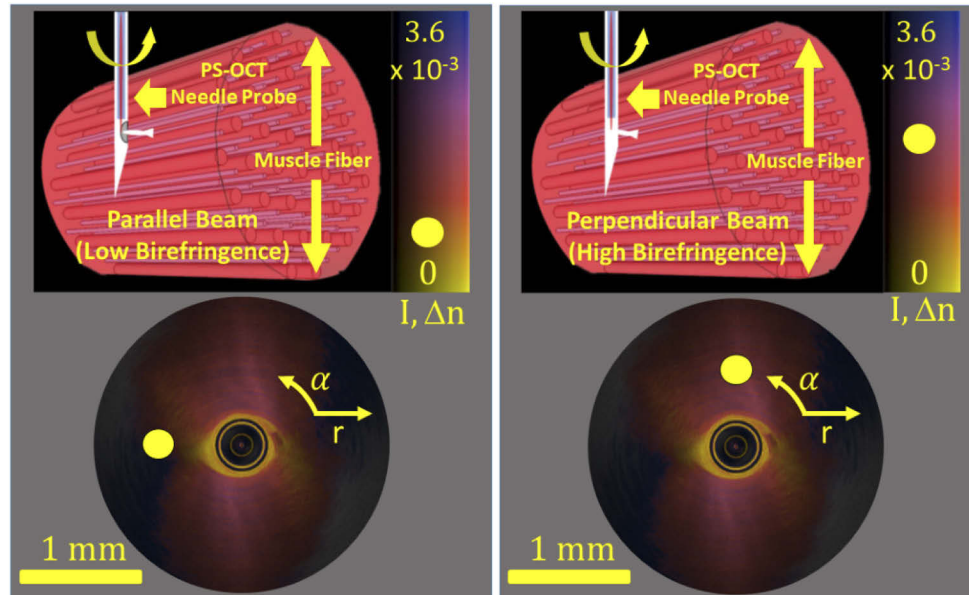 3.6
x 10⁻³
PS-OCT
Needle Probe
Muscle Fiber
Parallel Beam
(Low Birefringence)
0
I, Δn
α
r
1 mm
3.6
x 10⁻³
PS-OCT
Needle Probe
Muscle Fiber
Perpendicular Beam
(High Birefringence)
0
I, Δn
α
r
1 mm